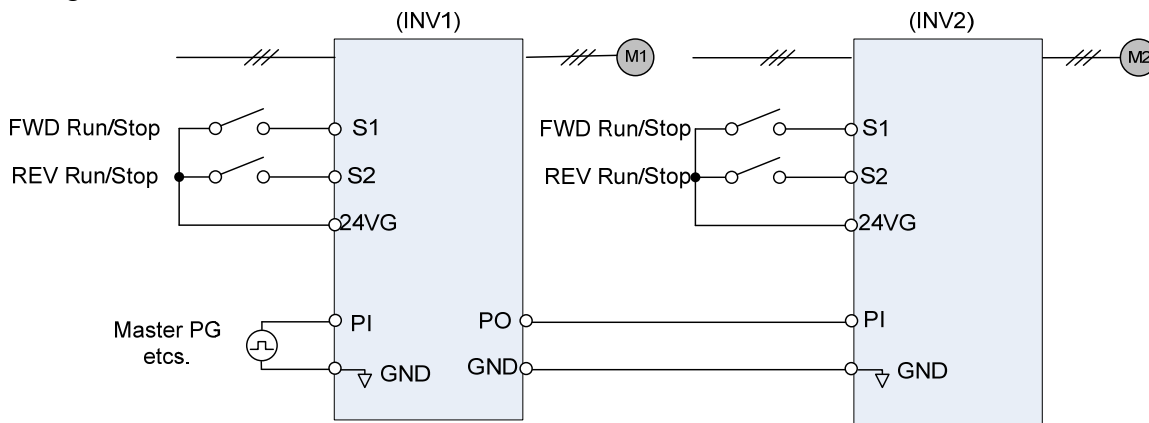 (INV1)
(INV2)
M1
M2
FWD Run/Stop
S1
FWD Run/Stop
S1
REV Run/Stop
S2
REV Run/Stop
S2
24VG
24VG
Master PG
etcs.
PI
PO
PI
GND
GND
GND